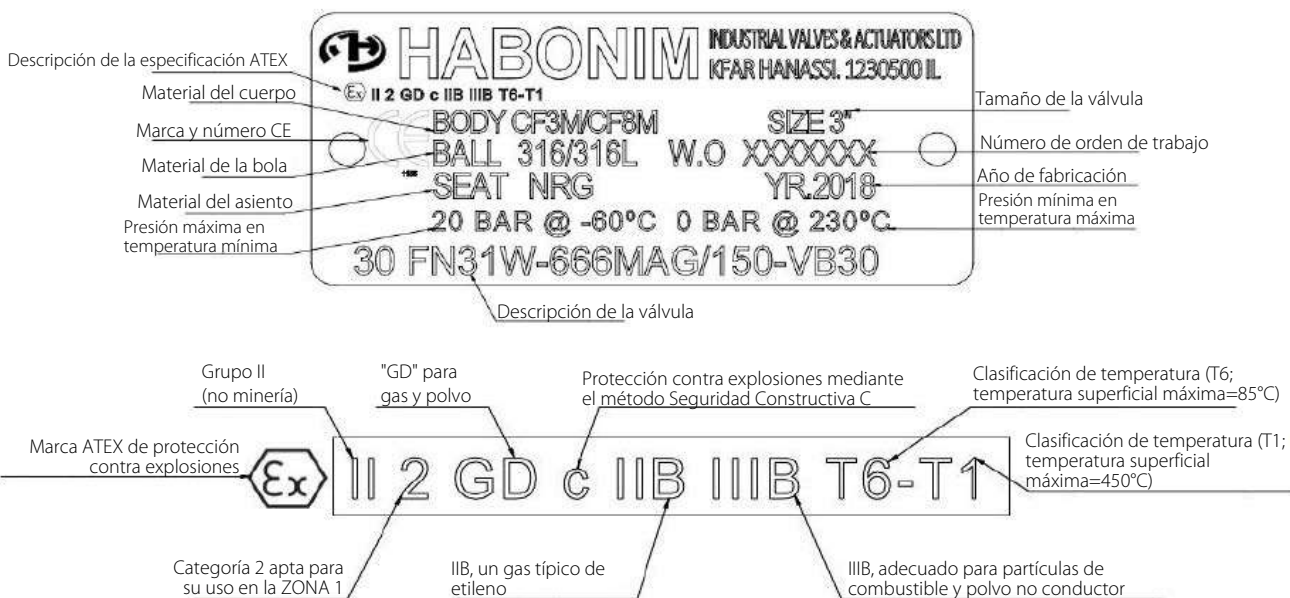 HABONIM
INDUSTRIAL VALVES & ACTUATORS LTD
KFAR HANASSI. 1230500 IL
Descripción de la especificación ATEX
Ex II 2 GD c IIB IIIB T6-T1
Material del cuerpo
BODY CF3M/CF8M
SIZE 3"
Tamaño de la válvula
Marca y número CE
CE
Material de la bola
BALL 316/316L
W.O XXXXXXX
Número de orden de trabajo
Material del asiento
SEAT NRG
YR.2018
Año de fabricación
Presión máxima en
temperatura mínima
20 BAR @ -60°C 0 BAR @ 230°C
Presión mínima en
temperatura máxima
30 FN31W-666MAG/150-VB30
Descripción de la válvula
Grupo II
(no minería)
"GD" para
gas y polvo
Protección contra explosiones mediante
el método Seguridad Constructiva C
Clasificación de temperatura (T6;
temperatura superficial máxima=85°C)
Marca ATEX de protección
contra explosiones
Ex II 2 GD c IIB IIIB T6-T1
Clasificación de temperatura (T1;
temperatura superficial
máxima=450°C)
Categoría 2 apta para
su uso en la ZONA 1
IIB, un gas típico de
etileno
IIIB, adecuado para partículas de
combustible y polvo no conductor